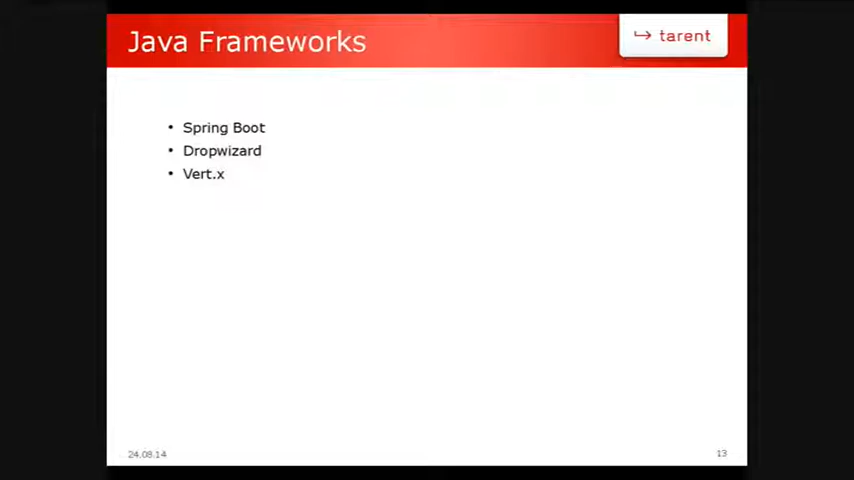 Java Frameworks
↪ tarent
• Spring Boot
• Dropwizard
• Vert.x
24.08.14
13